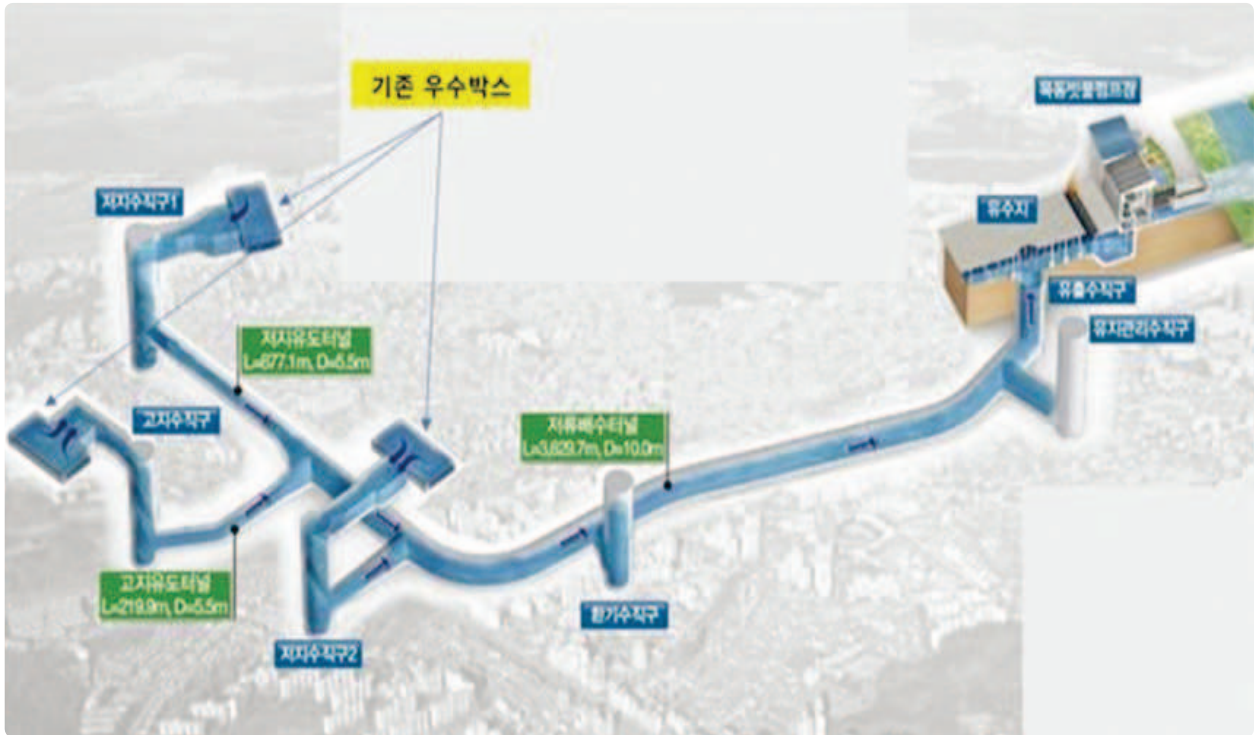 기존 우수박스
목동빗물펌프장
저지수직구1
유수지
유출수직구
유지관리수직구
저지유도터널
L=877.1m, D=5.5m
고지수직구
저류배수터널
L=3,629.7m, D=10.0m
고지유도터널
L=219.9m, D=5.5m
환기수직구
저지수직구2